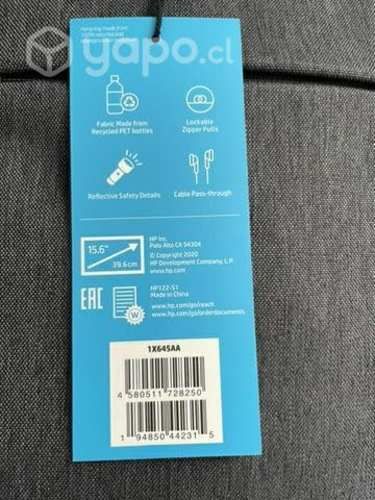 yapo.cl
Fabric Made from
Recycled PET bottles
Lockable
Zipper Pulls
Reflective Safety Details
Cable Pass-through
15.6"
39.6cm
HP Inc.
Palo Alto CA 94304
© Copyright 2020
HP Development Company, L.P.
www.hp.com
EAC
W
HP122-S1
Made in China
www.hp.com/go/reach
www.hp.com/go/orderdocuments
1X645AA
4 580511 728250
1 94850 44231 5